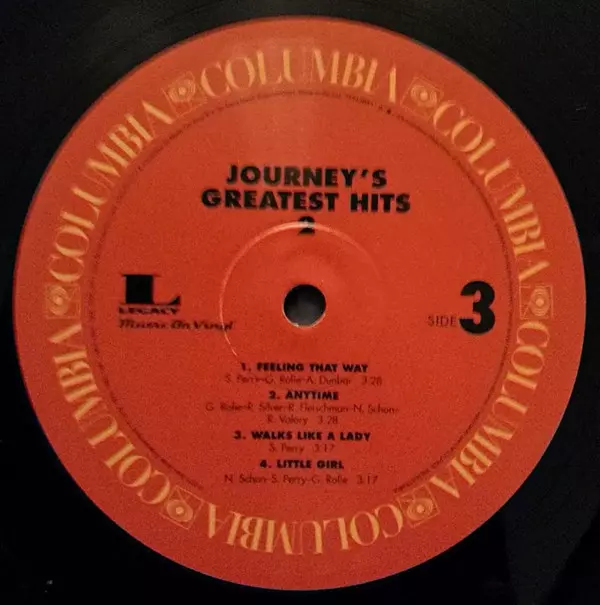 COLUMBIA COLUMBIA COLUMBIA COLUMBIA COLUMBIA COLUMBIA
JOURNEY'S
GREATEST HITS
2
L
LEGACY
Music On Vinyl
SIDE 3
1. FEELING THAT WAY
S. Perry-G. Rolie-A. Dunbar 3:28
2. ANYTIME
G. Rolie-R. Silver-R. Fleischman-N. Schon-
R. Valory 3:28
3. WALKS LIKE A LADY
S. Perry 3:17
4. LITTLE GIRL
N. Schon-S. Perry-G. Rolie 3:17